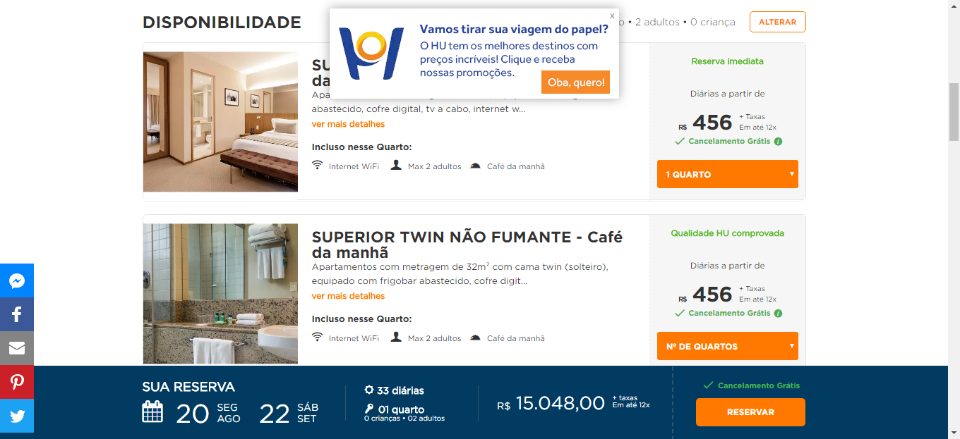 DISPONIBILIDADE
• 2 adultos • 0 criança
ALTERAR
x
Vamos tirar sua viagem do papel?
O HU tem os melhores destinos com
preços incríveis! Clique e receba
nossas promoções.
Oba, quero!
abastecido, cofre digital, tv a cabo, internet w...
ver mais detalhes
Incluso nesse Quarto:
Internet WiFi Max 2 adultos Café da manhã
Reserva imediata
Diárias a partir de
R$ 456 + Taxas
Em até 12x
Cancelamento Grátis i
1 QUARTO
SUPERIOR TWIN NÃO FUMANTE - Café
da manhã
Apartamentos com metragem de 32m² com cama twin (solteiro),
equipado com frigobar abastecido, cofre digit...
ver mais detalhes
Incluso nesse Quarto:
Internet WiFi Max 2 adultos Café da manhã
Qualidade HU comprovada
Diárias a partir de
R$ 456 + Taxas
Em até 12x
Cancelamento Grátis i
Nº DE QUARTOS
SUA RESERVA
20 SEG
AGO
22 SÁB
SET
33 diárias
01 quarto
0 crianças • 02 adultos
R$ 15.048,00 + taxas
Em até 12x
Cancelamento Grátis
RESERVAR